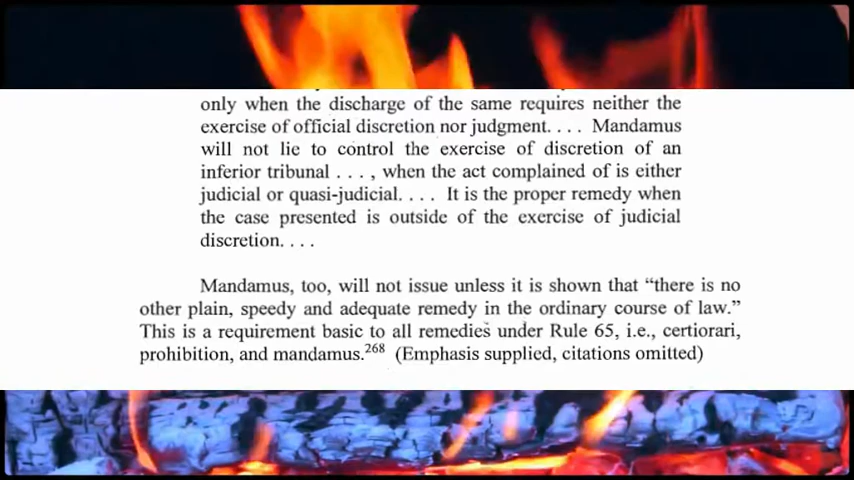 only when the discharge of the same requires neither the
exercise of official discretion nor judgment. . . . Mandamus
will not lie to control the exercise of discretion of an
inferior tribunal . . . , when the act complained of is either
judicial or quasi-judicial. . . . It is the proper remedy when
the case presented is outside of the exercise of judicial
discretion. . . .
Mandamus, too, will not issue unless it is shown that “there is no
other plain, speedy and adequate remedy in the ordinary course of law.”
This is a requirement basic to all remedies under Rule 65, i.e., certiorari,
prohibition, and mandamus.268 (Emphasis supplied, citations omitted)